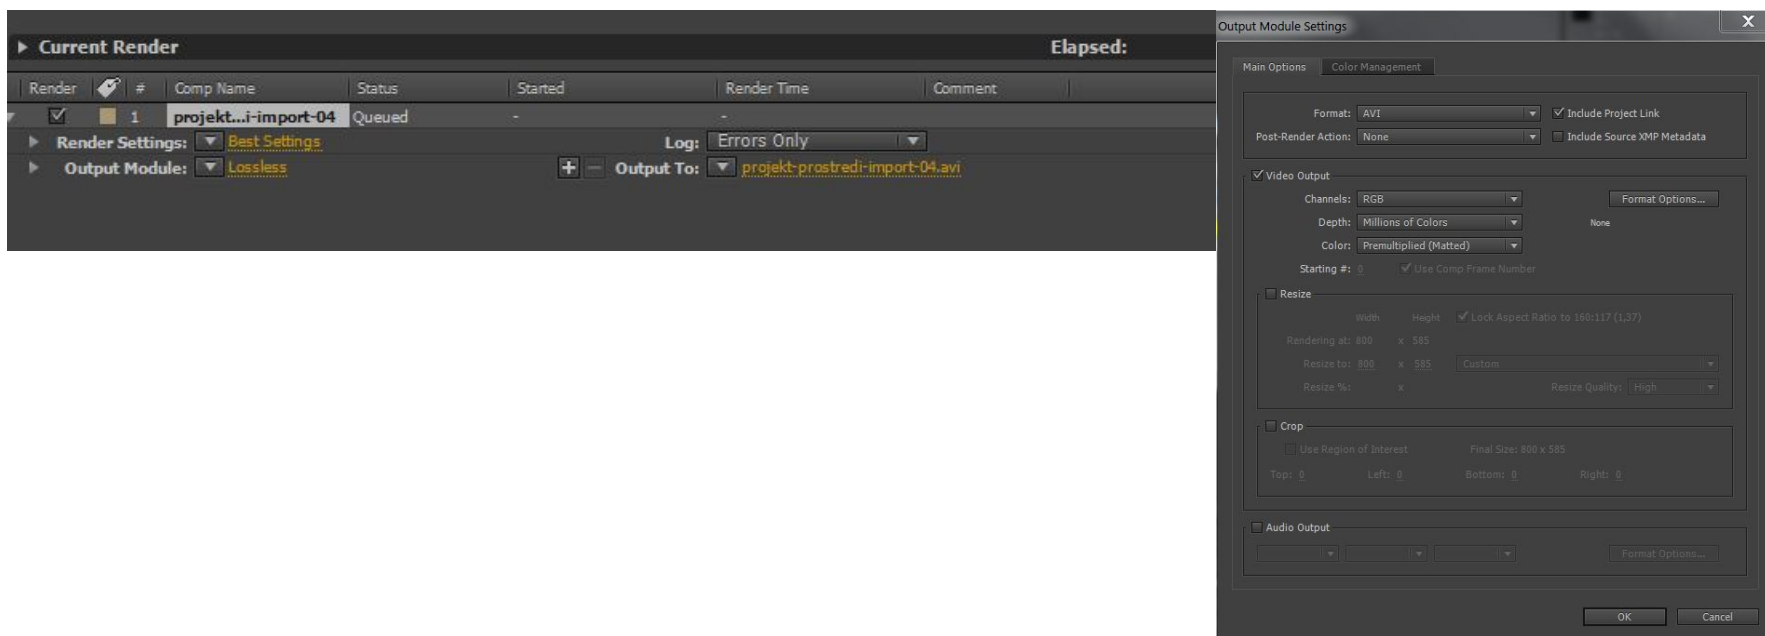 Current Render Elapsed:
Render # Comp Name Status Started Render Time Comment
1 projekt...i-import-04 Queued - -
Render Settings: Best Settings Log: Errors Only
Output Module: Lossless + - Output To: projekt-prostredi-import-04.avi
Output Module Settings X
Main Options Color Management
Format: AVI Include Project Link
Post-Render Action: None Include Source XMP Metadata
Video Output
Channels: RGB Format Options...
Depth: Millions of Colors None
Color: Premultiplied (Matted)
Starting #: 0 Use Comp Frame Number
Resize
Width Height Lock Aspect Ratio to 160:117 (1,37)
Rendering at: 800 x 585
Resize to: 800 x 585 Custom
Resize %: x Resize Quality: High
Crop
Use Region of Interest Final Size: 800 x 585
Top: 0 Left: 0 Bottom: 0 Right: 0
Audio Output
Format Options...
OK Cancel